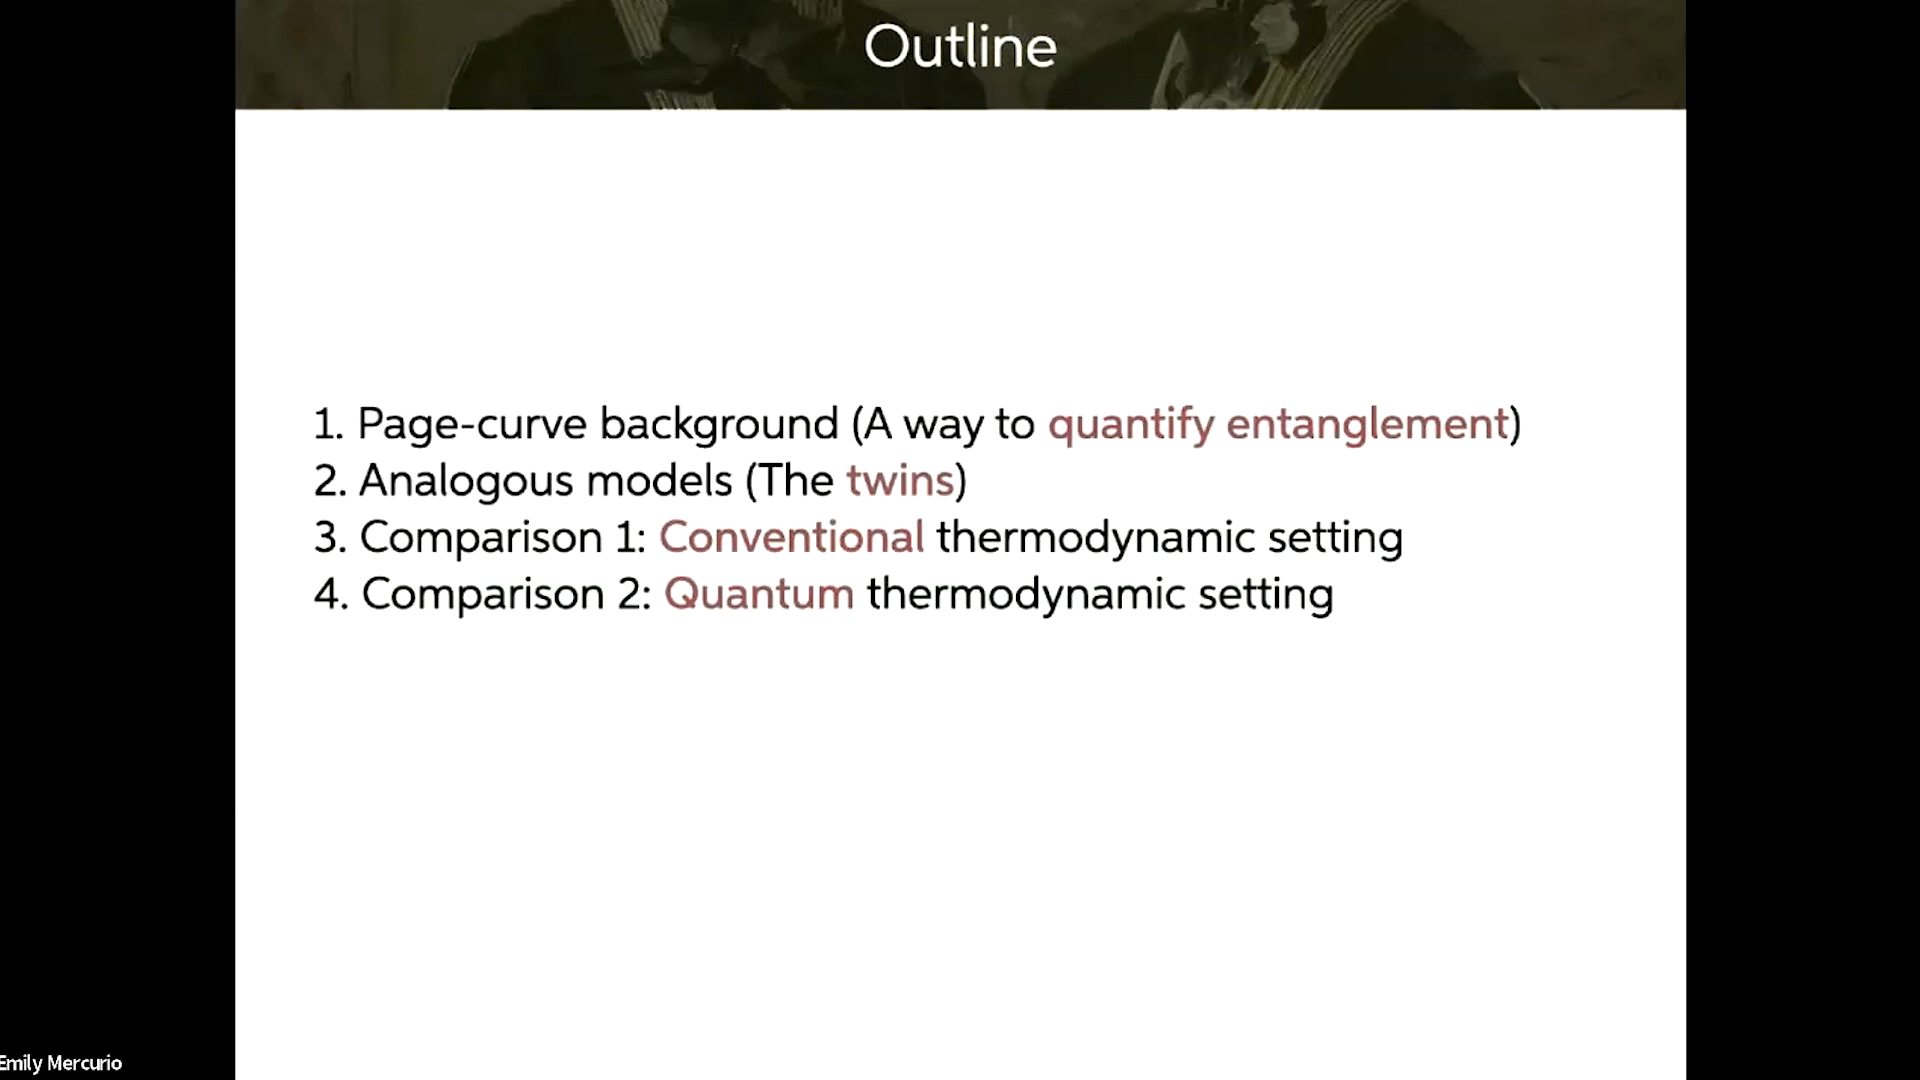 Outline
1. Page-curve background (A way to quantify entanglement)
2. Analogous models (The twins)
3. Comparison 1: Conventional thermodynamic setting
4. Comparison 2: Quantum thermodynamic setting
Emily Mercurio